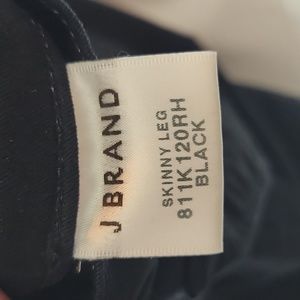 J BRAND
SKINNY LEG
811K120RH
BLACK